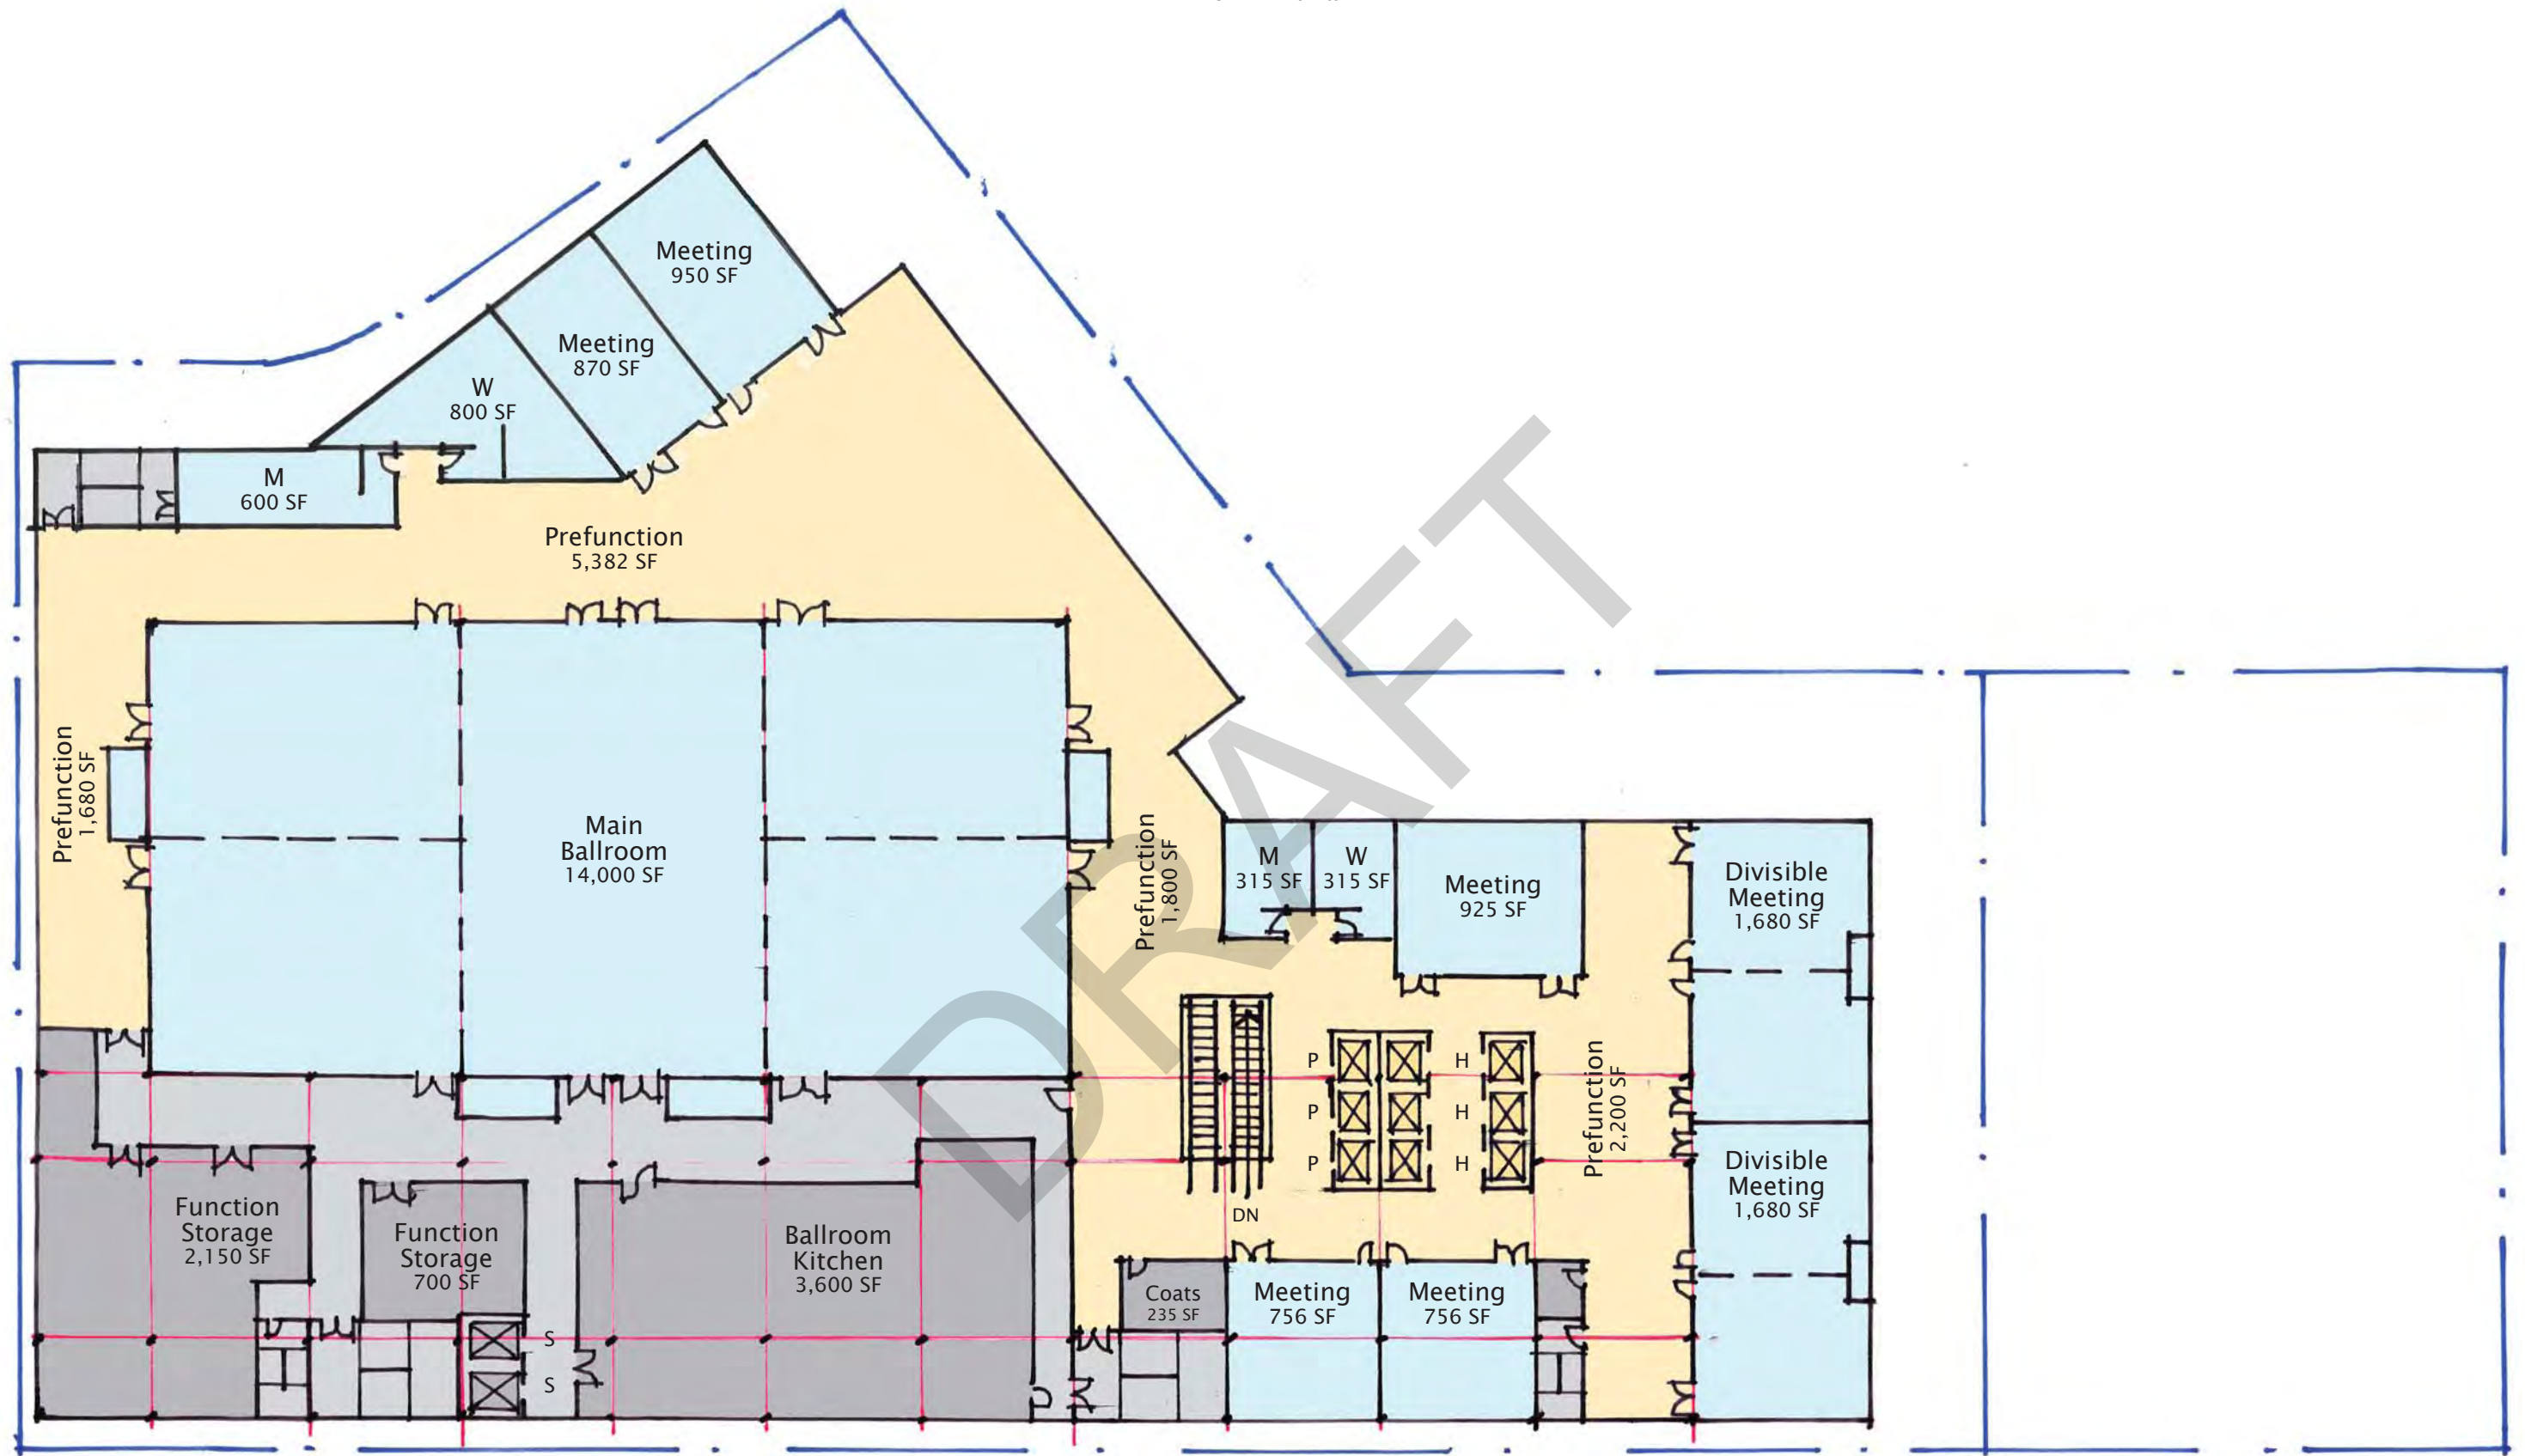 Meeting
950 SF
Meeting
870 SF
W
800 SF
M
600 SF
Prefunction
5,382 SF
Prefunction
1,680 SF
Main
Ballroom
14,000 SF
Prefunction
1,800 SF
M
315 SF
W
315 SF
Meeting
925 SF
Divisible
Meeting
1,680 SF
P
H
P
H
P
H
Prefunction
2,200 SF
Divisible
Meeting
1,680 SF
DN
Function
Storage
2,150 SF
Function
Storage
700 SF
Ballroom
Kitchen
3,600 SF
Coats
235 SF
Meeting
756 SF
Meeting
756 SF
S
S
DRAFT